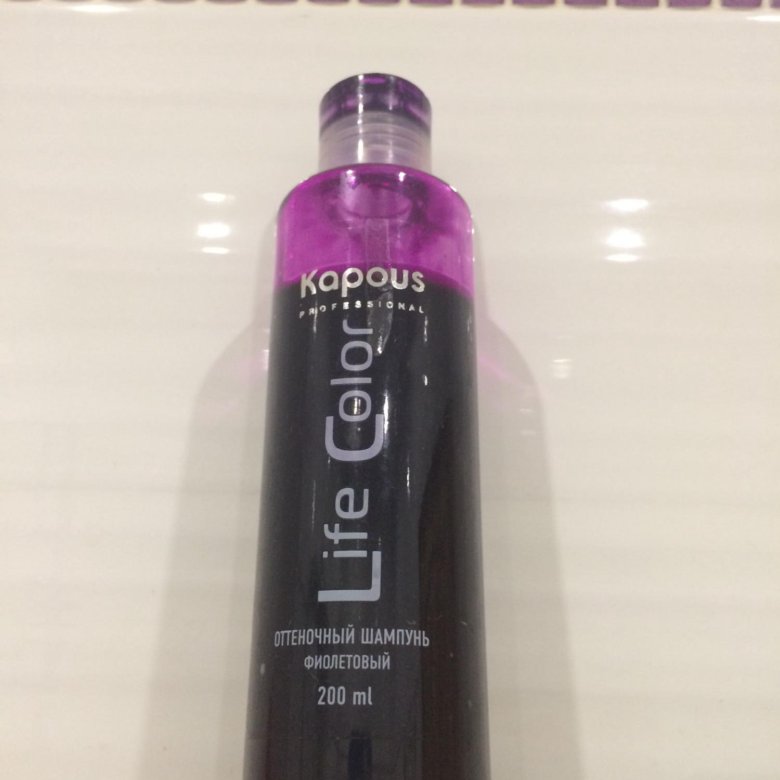 Kapous
PROFESSIONAL
Life Color
ОТТЕНОЧНЫЙ ШАМПУНЬ
ФИОЛЕТОВЫЙ
200 ml